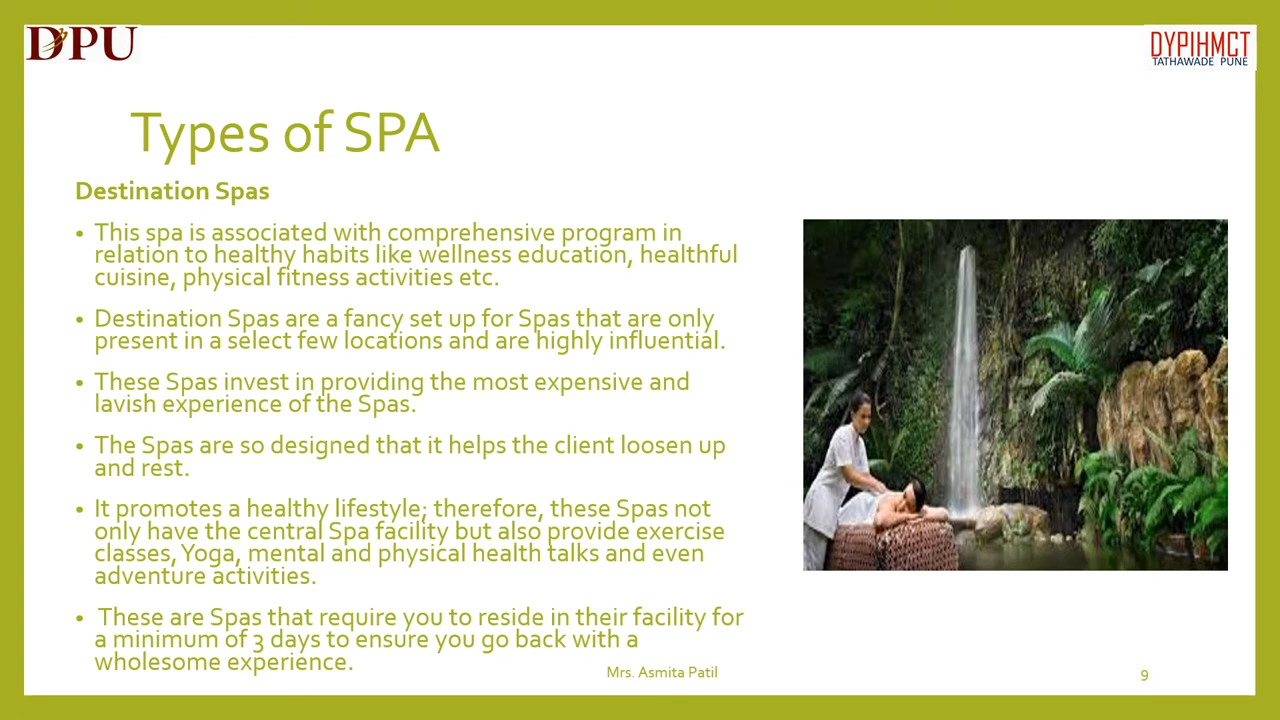 DPU
DYPIHMCT
TATHAWADE PUNE
Types of SPA
Destination Spas
• This spa is associated with comprehensive program in
relation to healthy habits like wellness education, healthful
cuisine, physical fitness activities etc.
• Destination Spas are a fancy set up for Spas that are only
present in a select few locations and are highly influential.
• These Spas invest in providing the most expensive and
lavish experience of the Spas.
• The Spas are so designed that it helps the client loosen up
and rest.
• It promotes a healthy lifestyle; therefore, these Spas not
only have the central Spa facility but also provide exercise
classes, Yoga, mental and physical health talks and even
adventure activities.
• These are Spas that require you to reside in their facility for
a minimum of 3 days to ensure you go back with a
wholesome experience.
Mrs. Asmita Patil
9